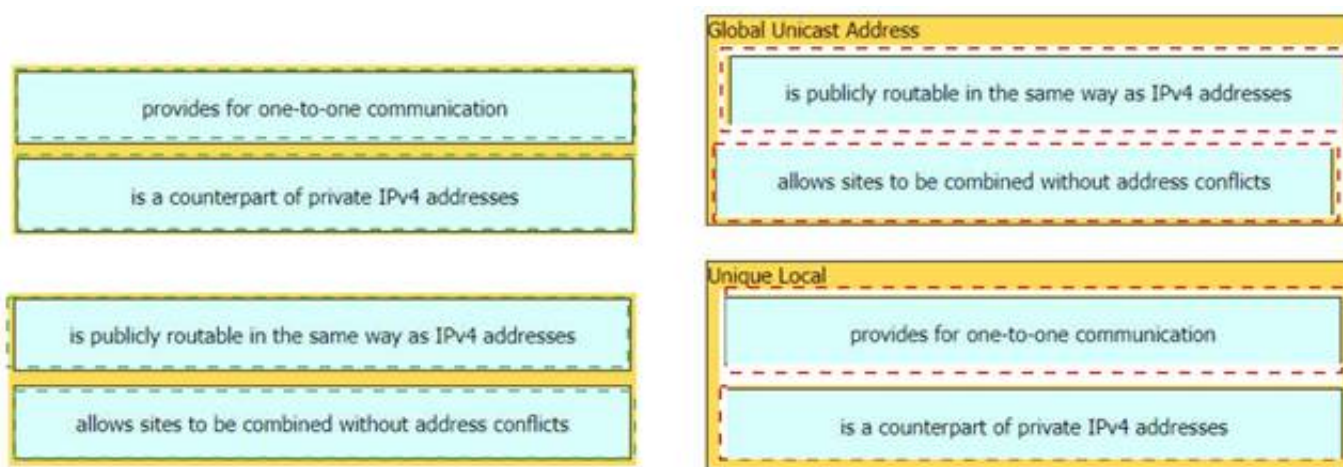 provides for one-to-one communication
is a counterpart of private IPv4 addresses
is publicly routable in the same way as IPv4 addresses
allows sites to be combined without address conflicts
Global Unicast Address
is publicly routable in the same way as IPv4 addresses
allows sites to be combined without address conflicts
Unique Local
provides for one-to-one communication
is a counterpart of private IPv4 addresses